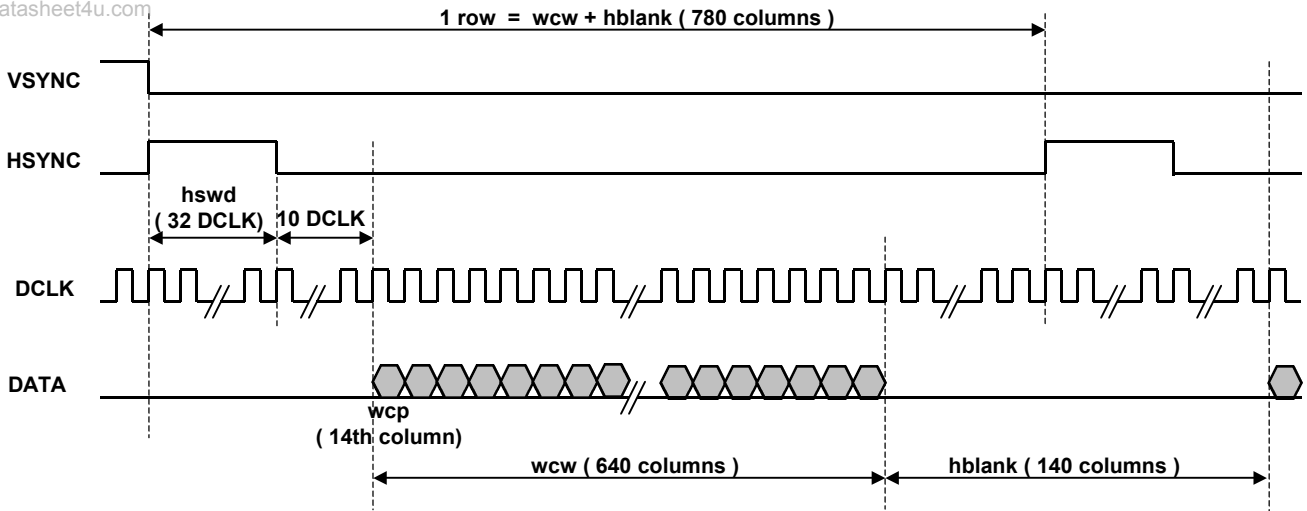 atasheet4u.com
1 row = wcw + hblank ( 780 columns )
VSYNC
HSYNC
hswd
( 32 DCLK)
10 DCLK
DCLK
DATA
wcp
( 14th column)
wcw ( 640 columns )
hblank ( 140 columns )